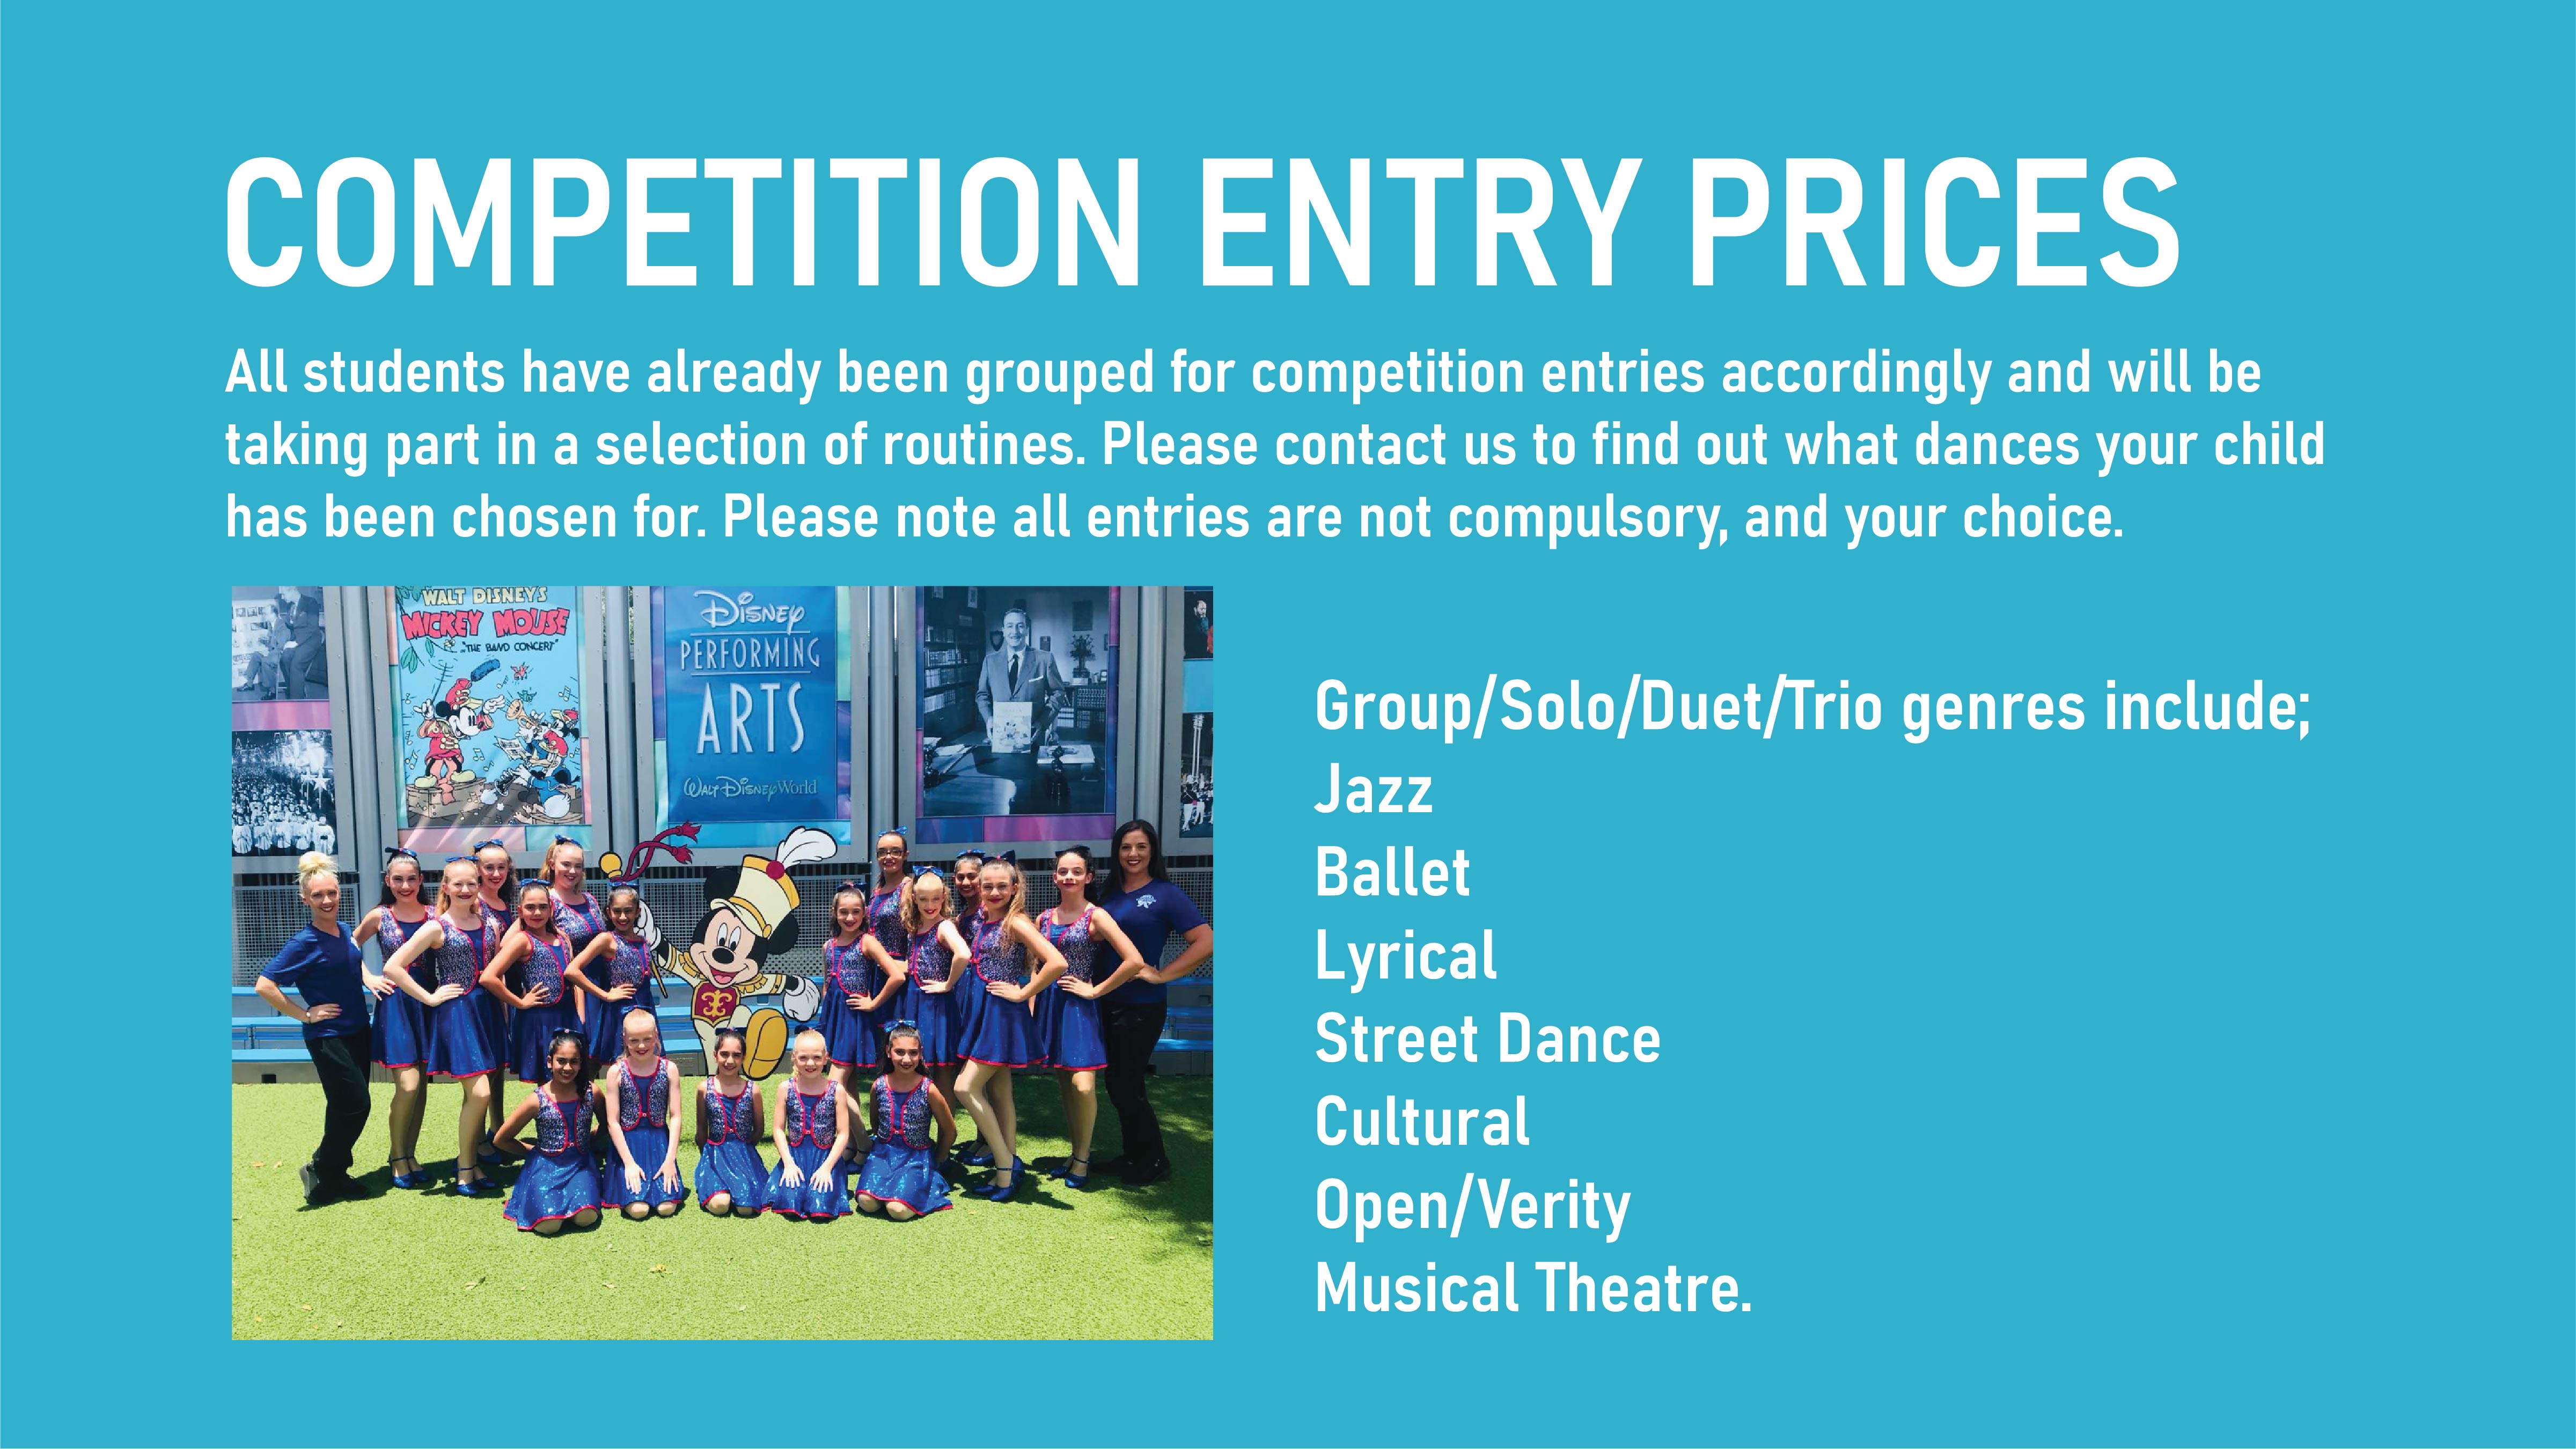 COMPETITION ENTRY PRICES
All students have already been grouped for competition entries accordingly and will be
taking part in a selection of routines. Please contact us to find out what dances your child
has been chosen for. Please note all entries are not compulsory, and your choice.
WALT DISNEY'S
MICKEY MOUSE
"THE BAND CONCERT"
DISNEY
PERFORMING
ARTS
WALT DISNEY World
Group/Solo/Duet/Trio genres include;
Jazz
Ballet
Lyrical
Street Dance
Cultural
Open/Verity
Musical Theatre.